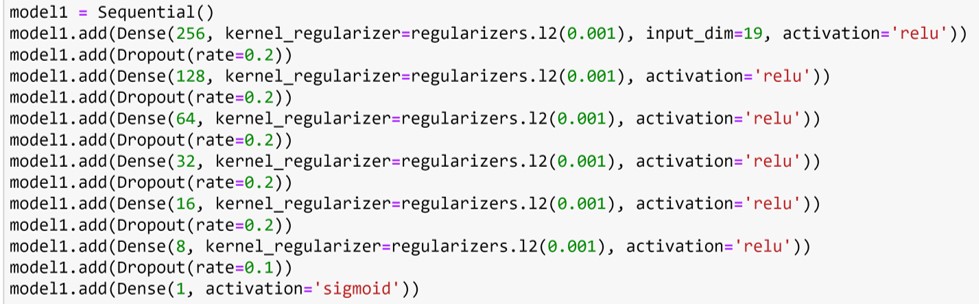 model1 = Sequential()
model1.add(Dense(256, kernel_regularizer=regularizers.l2(0.001), input_dim=19, activation='relu'))
model1.add(Dropout(rate=0.2))
model1.add(Dense(128, kernel_regularizer=regularizers.l2(0.001), activation='relu'))
model1.add(Dropout(rate=0.2))
model1.add(Dense(64, kernel_regularizer=regularizers.l2(0.001), activation='relu'))
model1.add(Dropout(rate=0.2))
model1.add(Dense(32, kernel_regularizer=regularizers.l2(0.001), activation='relu'))
model1.add(Dropout(rate=0.2))
model1.add(Dense(16, kernel_regularizer=regularizers.l2(0.001), activation='relu'))
model1.add(Dropout(rate=0.2))
model1.add(Dense(8, kernel_regularizer=regularizers.l2(0.001), activation='relu'))
model1.add(Dropout(rate=0.1))
model1.add(Dense(1, activation='sigmoid'))